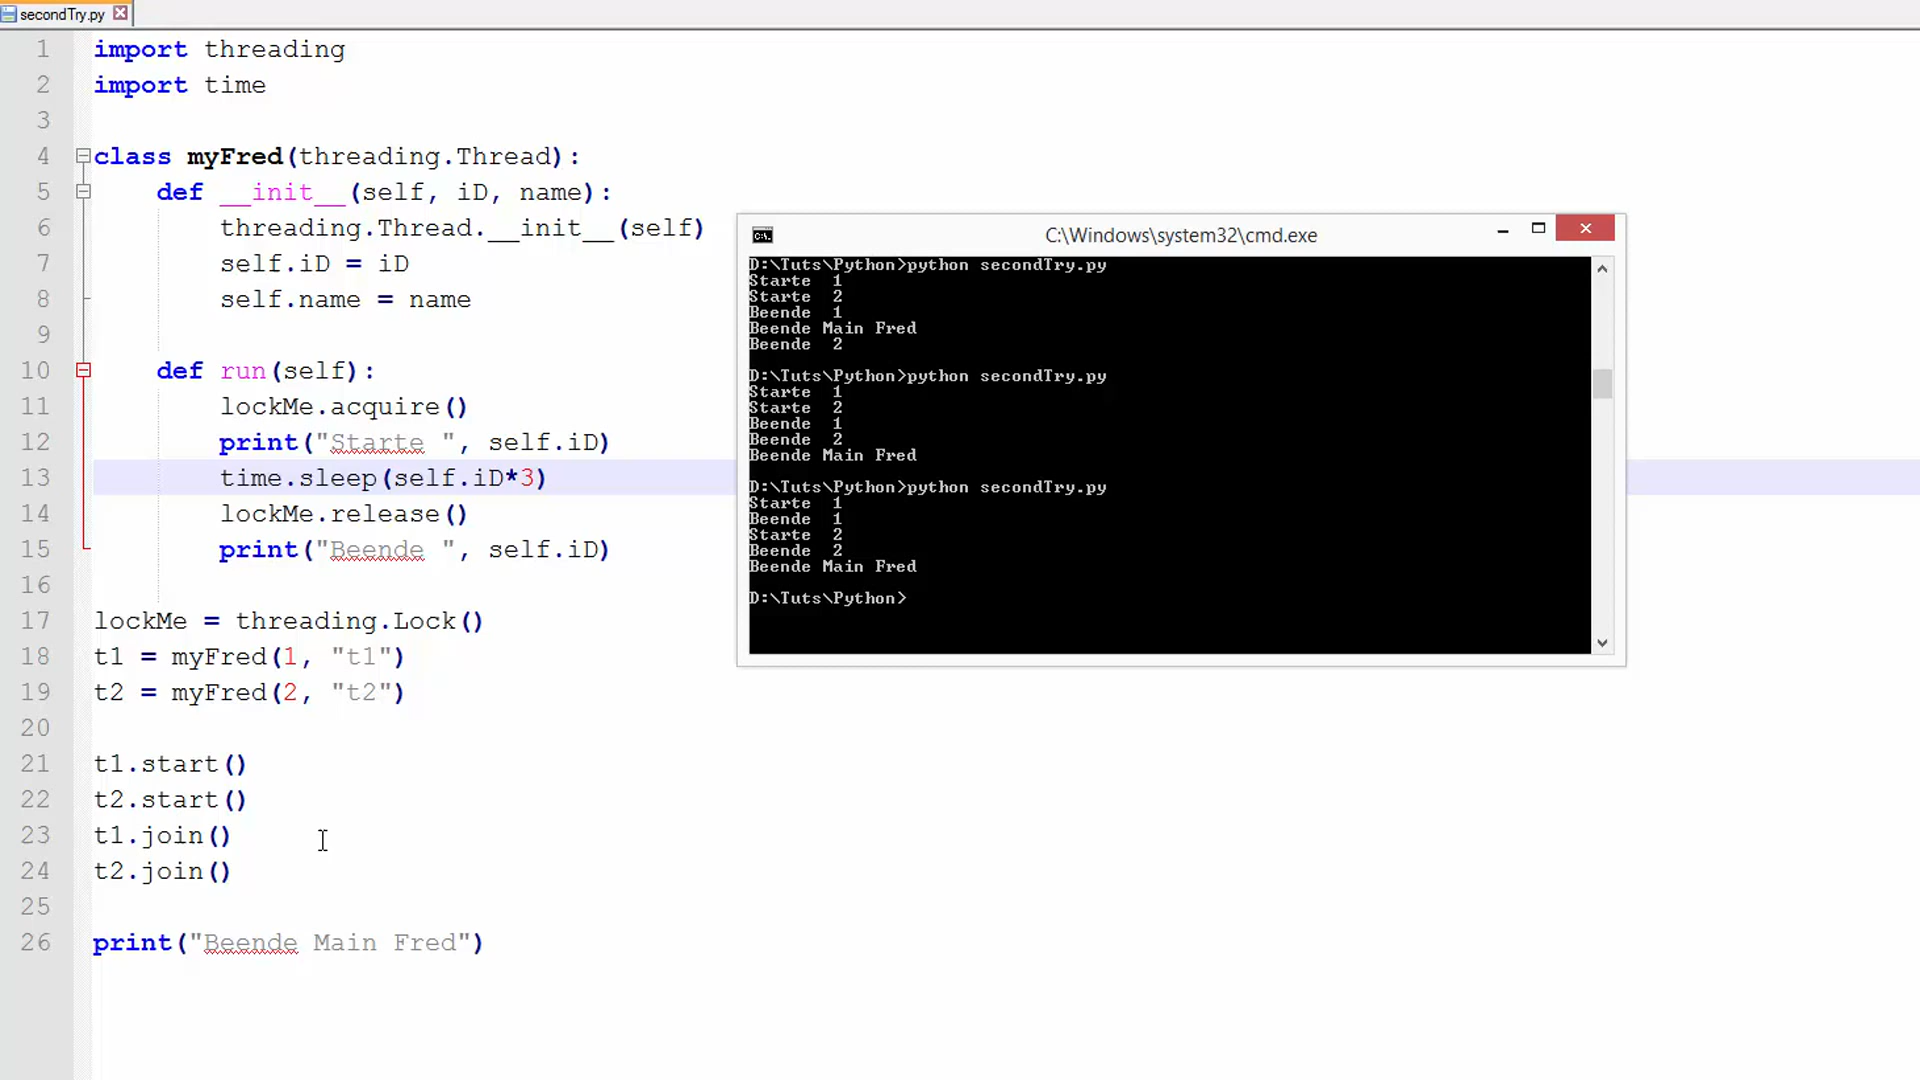 secondTry.py
1 import threading
2 import time
3
4 class myFred(threading.Thread):
5 def __init__(self, iD, name):
6 threading.Thread.__init__(self)
7 self.iD = iD
8 self.name = name
9
10 def run(self):
11 lockMe.acquire()
12 print("Starte ", self.iD)
13 time.sleep(self.iD*3)
14 lockMe.release()
15 print("Beende ", self.iD)
16
17 lockMe = threading.Lock()
18 t1 = myFred(1, "t1")
19 t2 = myFred(2, "t2")
20
21 t1.start()
22 t2.start()
23 t1.join()
24 t2.join()
25
26 print("Beende Main Fred")
C:\Windows\system32\cmd.exe
D:\Tuts\Python>python secondTry.py
Starte 1
Starte 2
Beende 1
Beende Main Fred
Beende 2
D:\Tuts\Python>python secondTry.py
Starte 1
Starte 2
Beende 1
Beende 2
Beende Main Fred
D:\Tuts\Python>python secondTry.py
Starte 1
Beende 1
Starte 2
Beende 2
Beende Main Fred
D:\Tuts\Python>